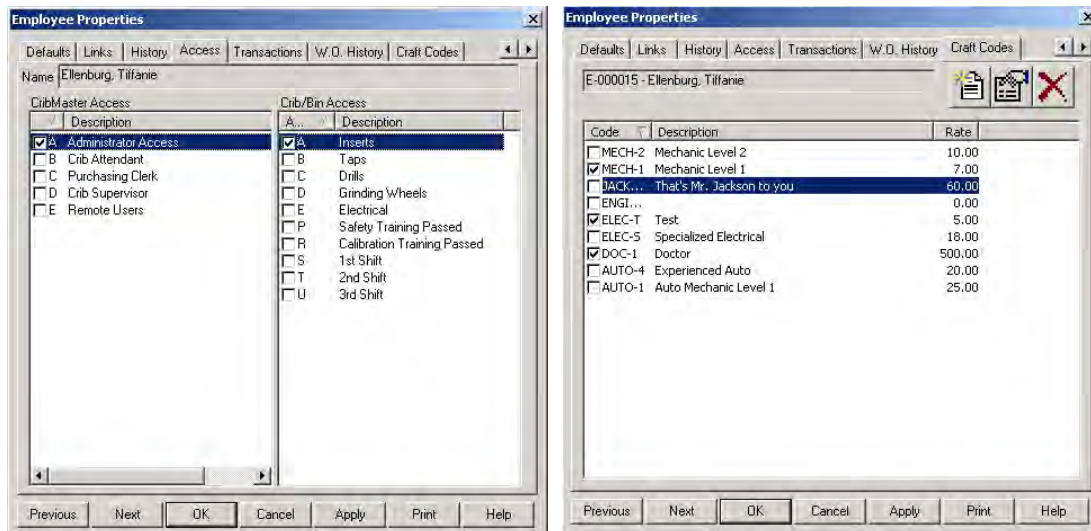 Employee Properties
Defaults Links History Access Transactions W.O. History Craft Codes
Name Ellenburg, Tiffanie
CribMaster Access Crib/Bin Access
Description A... Description
A Administrator Access A Inserts
B Crib Attendant B Taps
C Purchasing Clerk C Drills
D Crib Supervisor D Grinding Wheels
E Remote Users E Electrical
P Safety Training Passed
R Calibration Training Passed
S 1st Shift
T 2nd Shift
U 3rd Shift
Previous Next OK Cancel Apply Print Help
Employee Properties
Defaults Links History Access Transactions W.O. History Craft Codes
E-000015 - Ellenburg, Tiffanie
Code Description Rate
MECH-2 Mechanic Level 2 10.00
MECH-1 Mechanic Level 1 7.00
JACK... That's Mr. Jackson to you 60.00
ENGI... 0.00
ELEC-T Test 5.00
ELEC-S Specialized Electrical 18.00
DOC-1 Doctor 500.00
AUTO-4 Experienced Auto 20.00
AUTO-1 Auto Mechanic Level 1 25.00
Previous Next OK Cancel Apply Print Help